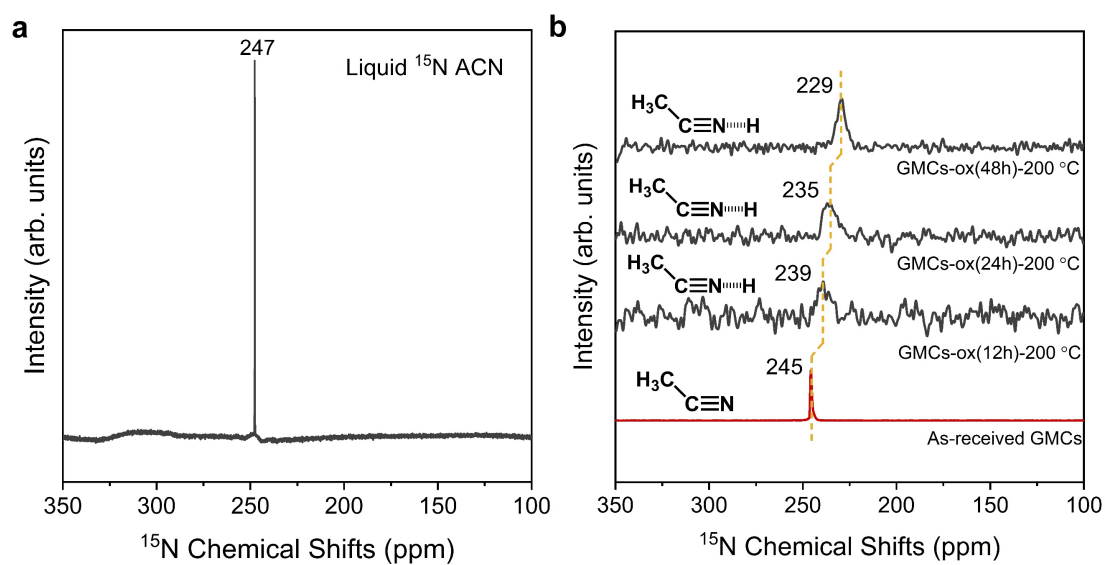 a
247
Liquid ¹⁵N ACN
Intensity (arb. units)
350
300
250
200
150
100
¹⁵N Chemical Shifts (ppm)
b
229
H₃C
C≡N H
GMCs-ox(48h)-200 °C
235
H₃C
C≡N H
GMCs-ox(24h)-200 °C
239
H₃C
C≡N H
GMCs-ox(12h)-200 °C
245
H₃C
C≡N
As-received GMCs
Intensity (arb. units)
350
300
250
200
150
100
¹⁵N Chemical Shifts (ppm)